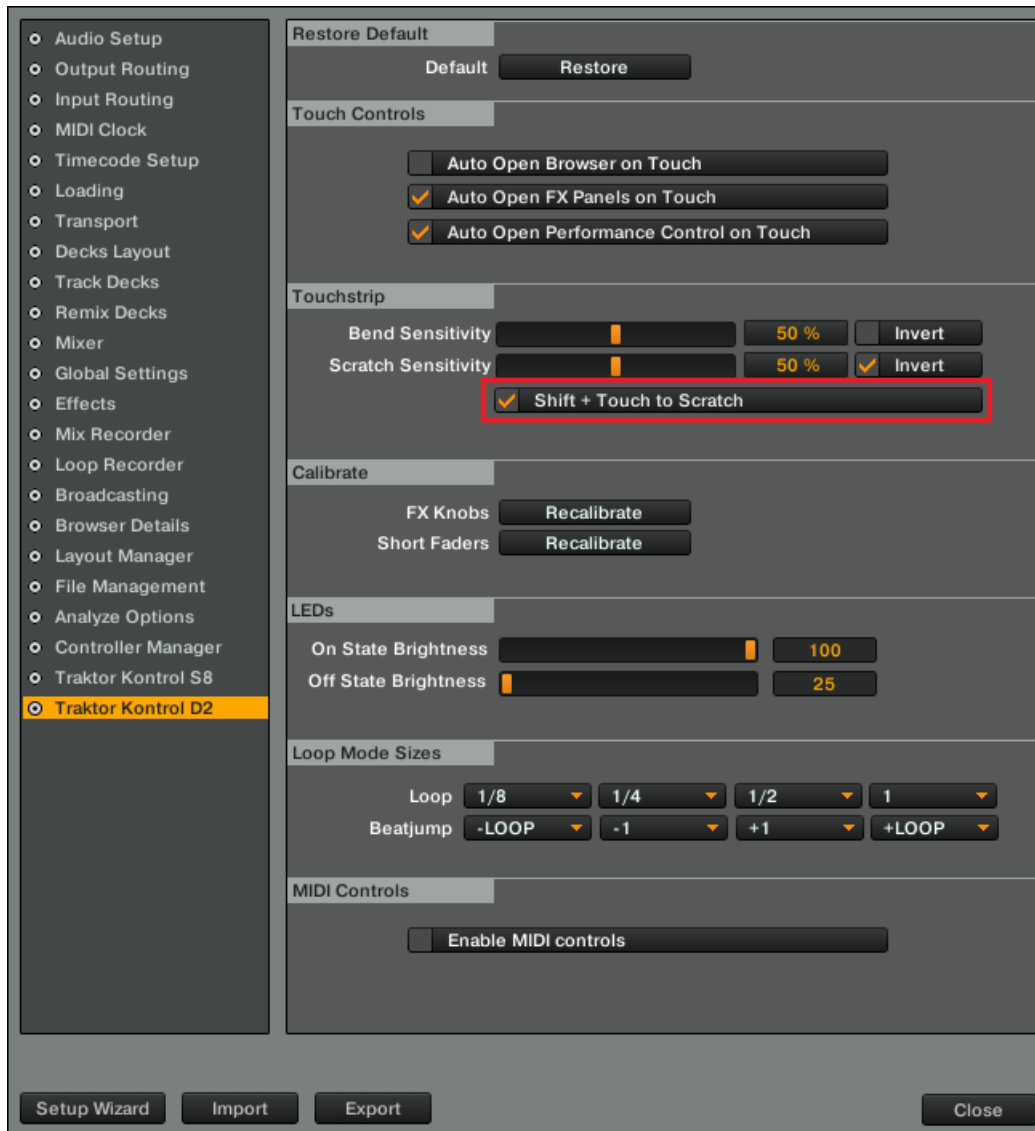 Audio Setup
Output Routing
Input Routing
MIDI Clock
Timecode Setup
Loading
Transport
Decks Layout
Track Decks
Remix Decks
Mixer
Global Settings
Effects
Mix Recorder
Loop Recorder
Broadcasting
Browser Details
Layout Manager
File Management
Analyze Options
Controller Manager
Traktor Kontrol S8
Traktor Kontrol D2
Restore Default
Default Restore
Touch Controls
Auto Open Browser on Touch
Auto Open FX Panels on Touch
Auto Open Performance Control on Touch
Touchstrip
Bend Sensitivity 50 % Invert
Scratch Sensitivity 50 % Invert
Shift + Touch to Scratch
Calibrate
FX Knobs Recalibrate
Short Faders Recalibrate
LEDs
On State Brightness 100
Off State Brightness 25
Loop Mode Sizes
Loop 1/8 1/4 1/2 1
Beatjump -LOOP -1 +1 +LOOP
MIDI Controls
Enable MIDI controls
Setup Wizard Import Export Close